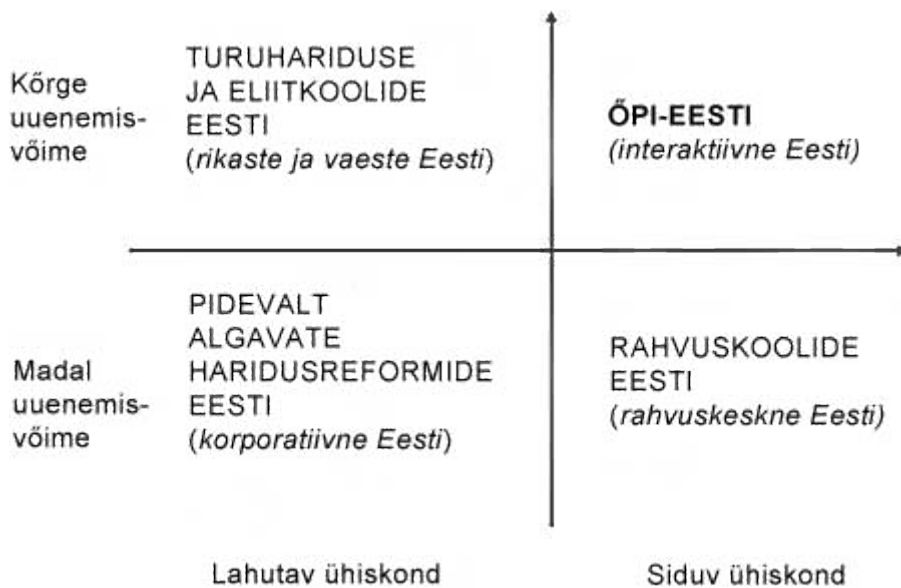 Kõrge
uuenemis-
võime
TURUHARIDUSE
JA ELIITKOOLIDE
EESTI
(rikaste ja vaeste Eesti)
ÕPI-EESTI
(interaktiivne Eesti)
Madal
uuenemis-
võime
PIDEVALT
ALGAVATE
HARIDUSREFORMIDE
EESTI
(korporatiivne Eesti)
RAHVUSKOOLIDE
EESTI
(rahvuskeskne Eesti)
Lahutav ühiskond
Siduv ühiskond